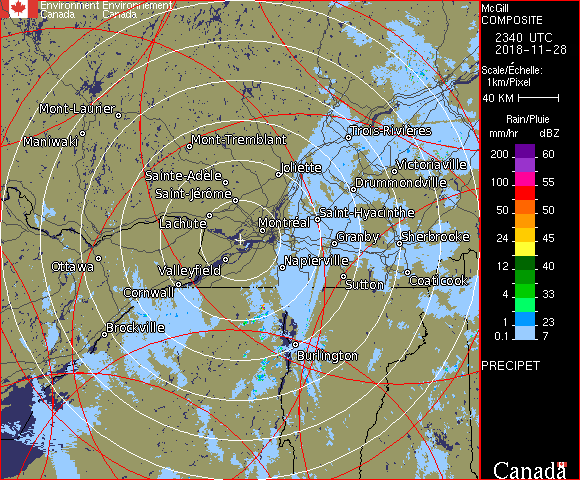 Environment Environnement
Canada Canada
McGill
COMPOSITE
2340 UTC
2018-11-28
Scale/Échelle:
1km/Pixel
40 KM
Rain/Pluie
mm/hr dBZ
200 60
100 55
50 50
24 45
12 40
4 33
1 23
0.1 7
PRECIPET
Canada
Mont-Laurier
Maniwaki
Mont-Tremblant
Trois-Rivières
Sainte-Adèle
Joliette
Victoriaville
Saint-Jérôme
Drummondville
Lachute
Montréal
Saint-Hyacinthe
Granby
Sherbrooke
Ottawa
Valleyfield
Napierville
Cornwall
Sutton
Coaticook
Brockville
Burlington